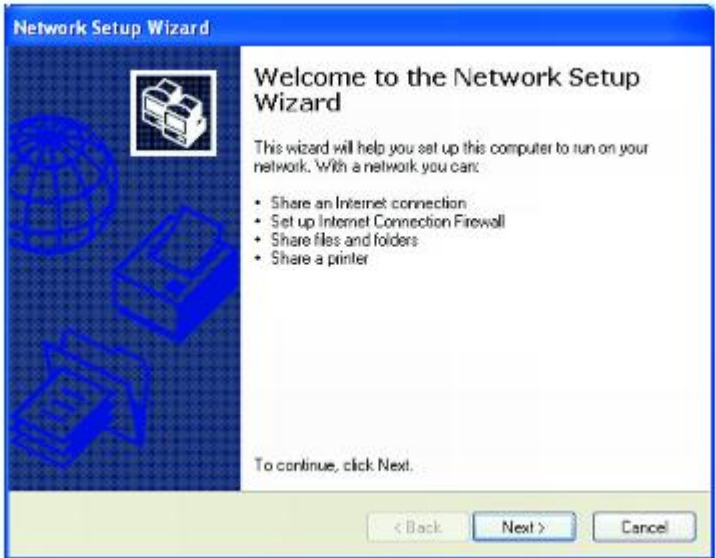 Network Setup Wizard
Welcome to the Network Setup
Wizard
This wizard will help you set up this computer to run on your
network. With a network you can:
• Share an Internet connection
• Set up Internet Connection Firewall
• Share files and folders
• Share a printer
To continue, click Next.
< Back Next > Cancel